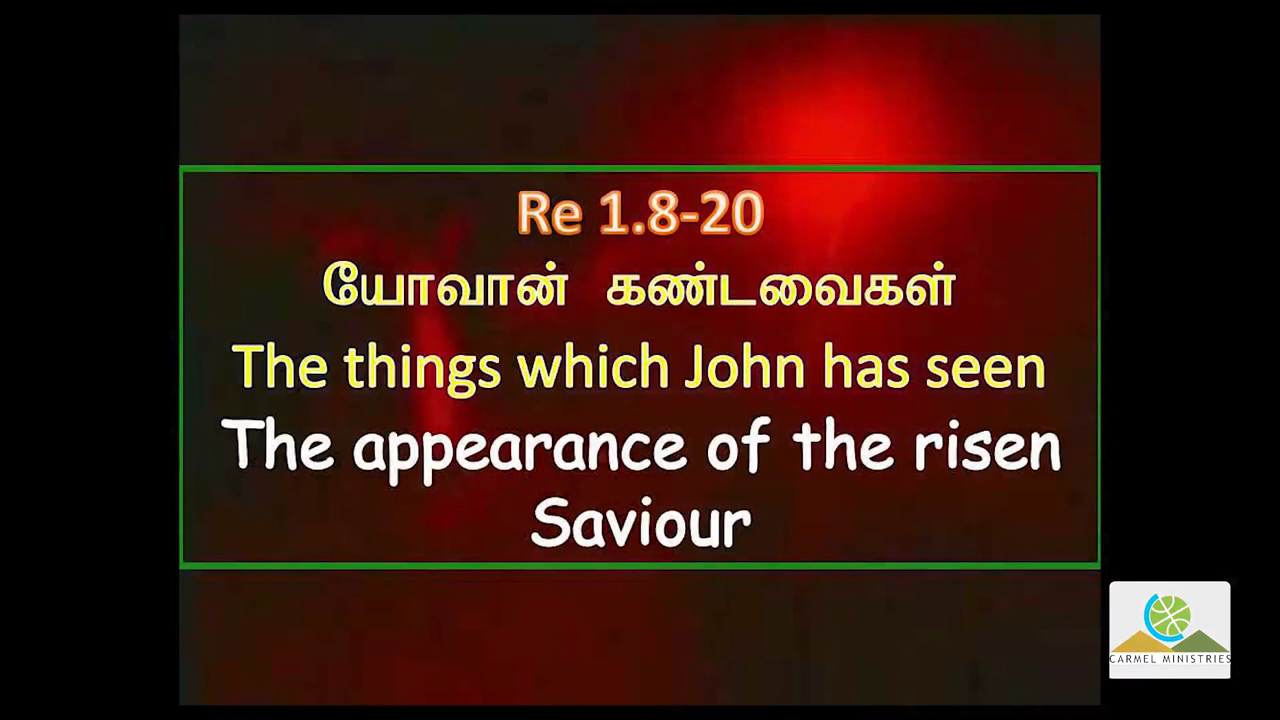 Re 1.8-20
யோவான் கண்டவைகள்
The things which John has seen
The appearance of the risen
Saviour
CARMEL MINISTRIES